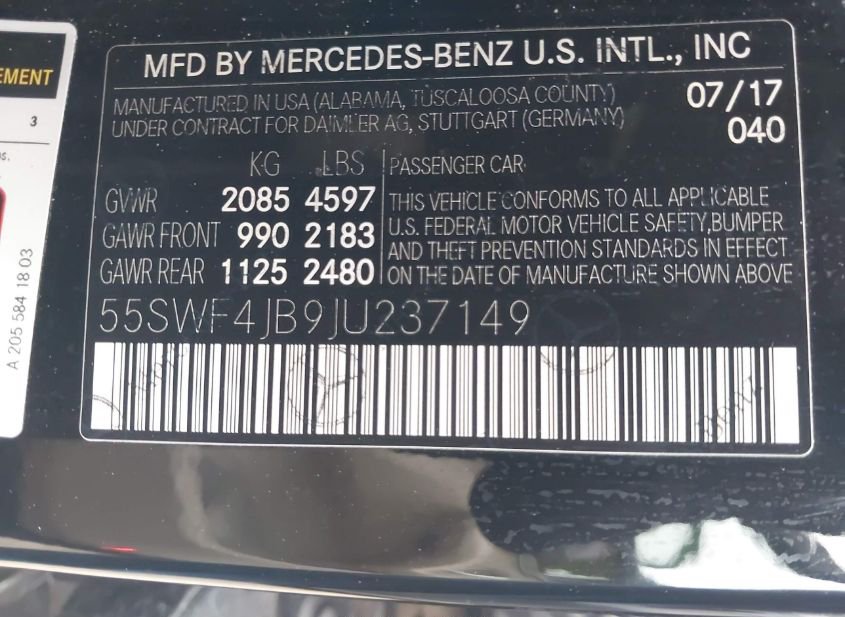 EMENT
3
A 205 584 18 03
MFD BY MERCEDES-BENZ U.S. INTL., INC
MANUFACTURED IN USA (ALABAMA, TUSCALOOSA COUNTY)
UNDER CONTRACT FOR DAIMLER AG, STUTTGART (GERMANY)
07/17
040
KG LBS
GVWR 2085 4597
GAWR FRONT 990 2183
GAWR REAR 1125 2480
PASSENGER CAR
THIS VEHICLE CONFORMS TO ALL APPLICABLE
U.S. FEDERAL MOTOR VEHICLE SAFETY,BUMPER
AND THEFT PREVENTION STANDARDS IN EFFECT
ON THE DATE OF MANUFACTURE SHOWN ABOVE
55SWF4JB9JU237149